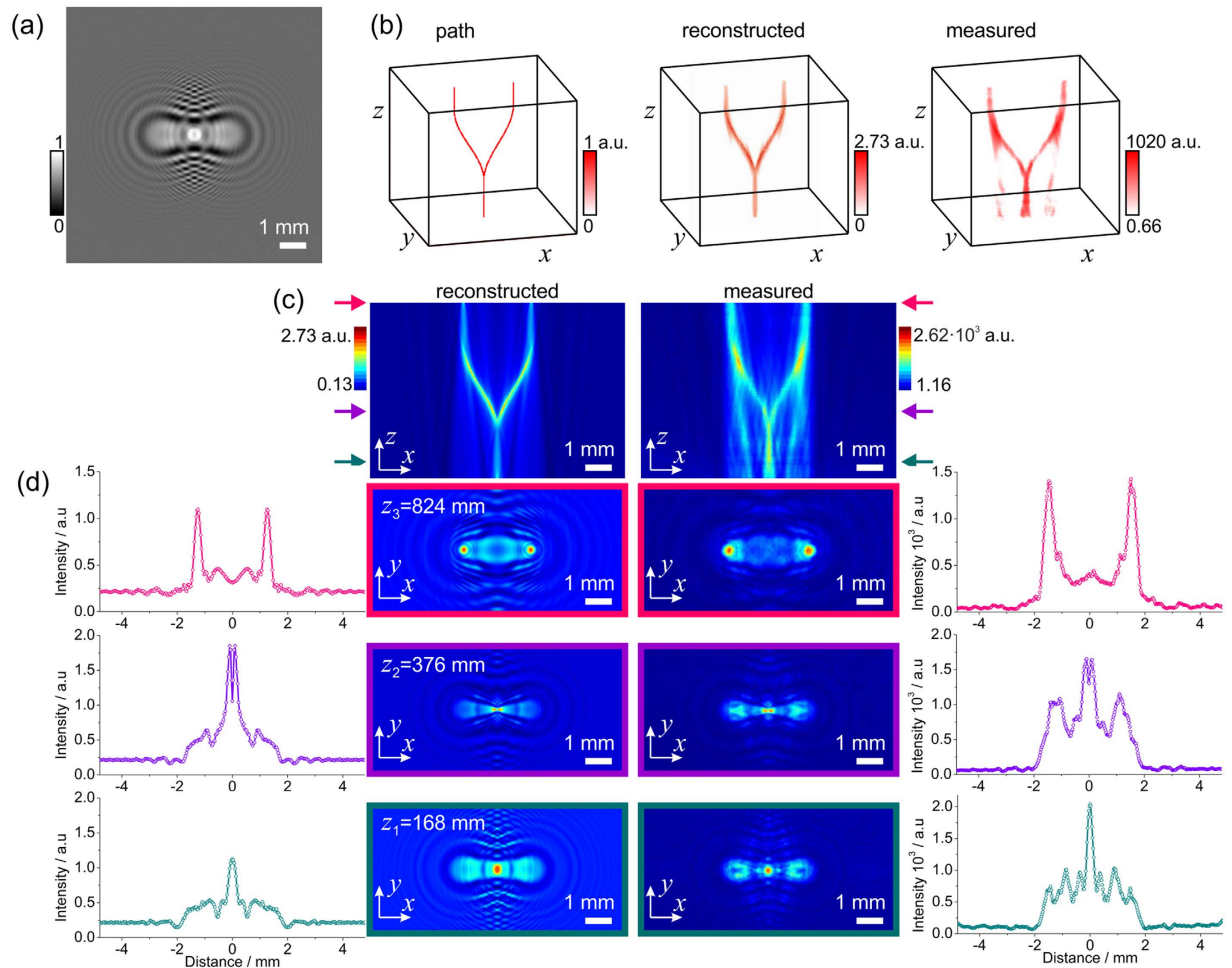 (a)
1
0
1 mm
(b)
path
reconstructed
measured
z
y
x
1 a.u.
0
z
y
x
2.73 a.u.
0
z
y
x
1020 a.u.
0.66
(c)
reconstructed
measured
2.73 a.u.
0.13
z
x
1 mm
z
x
1 mm
2.62·10³ a.u.
1.16
(d)
Intensity / a.u
1.5
1.0
0.5
0.0
-4 -2 0 2 4
z₃=824 mm
y
x
1 mm
y
x
1 mm
Intensity 10³ / a.u
1.5
1.0
0.5
0.0
-4 -2 0 2 4
Intensity / a.u
2.0
1.5
1.0
0.5
0.0
-4 -2 0 2 4
z₂=376 mm
y
x
1 mm
y
x
1 mm
Intensity 10³ / a.u
2.0
1.5
1.0
0.5
0.0
-4 -2 0 2 4
Intensity / a.u
2.0
1.5
1.0
0.5
0.0
-4 -2 0 2 4
Distance / mm
z₁=168 mm
y
x
1 mm
y
x
1 mm
Intensity 10³ / a.u
2.0
1.5
1.0
0.5
0.0
-4 -2 0 2 4
Distance / mm